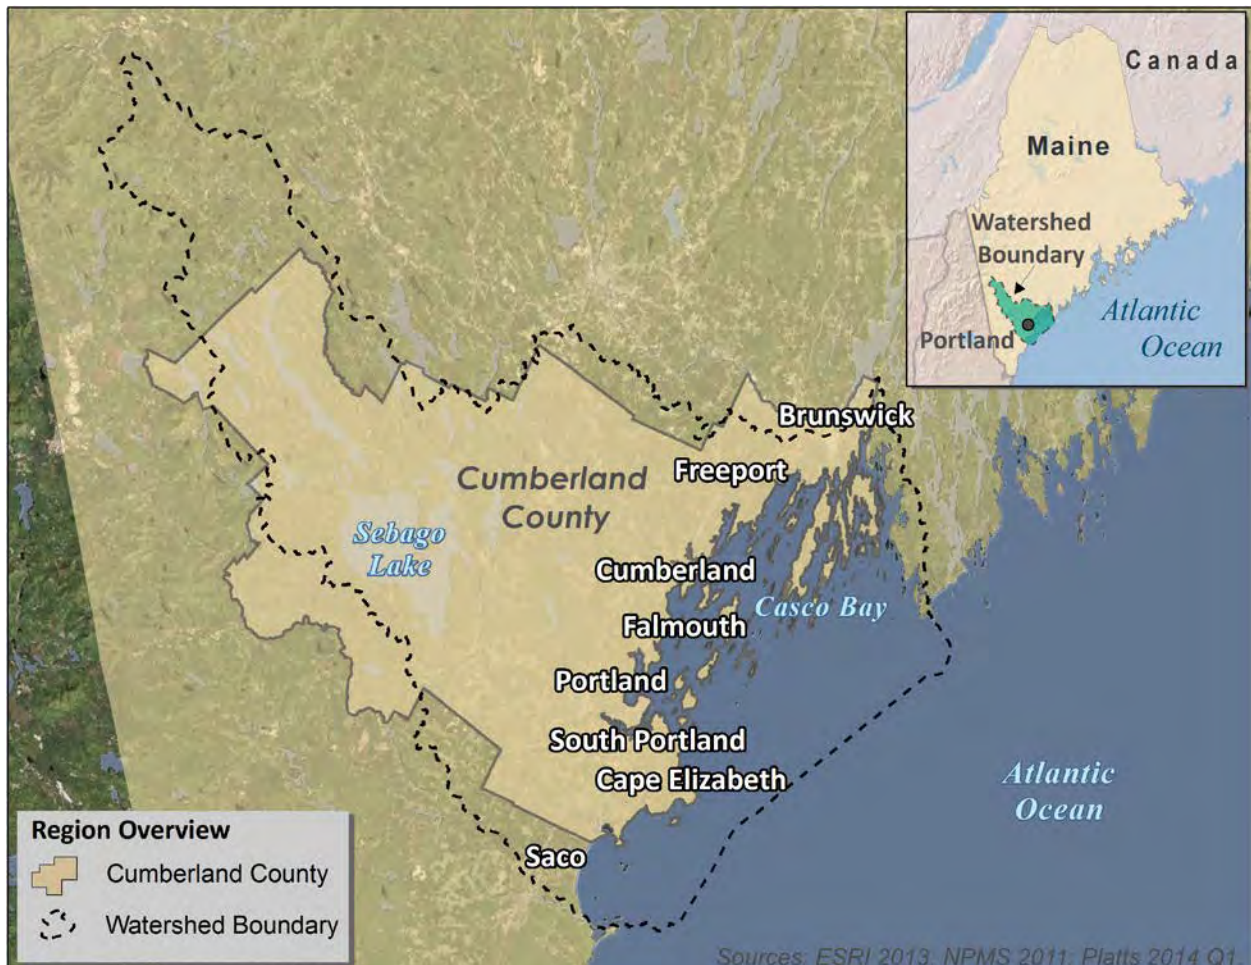 Canada
Maine
Watershed
Boundary
Portland
Atlantic
Ocean
Brunswick
Freeport
Cumberland
County
Sebago
Lake
Cumberland
Casco Bay
Falmouth
Portland
South Portland
Cape Elizabeth
Atlantic
Ocean
Saco
Region Overview
Cumberland County
Watershed Boundary
Sources: ESRI 2013, NPMS 2011; Platts 2014 Q1.